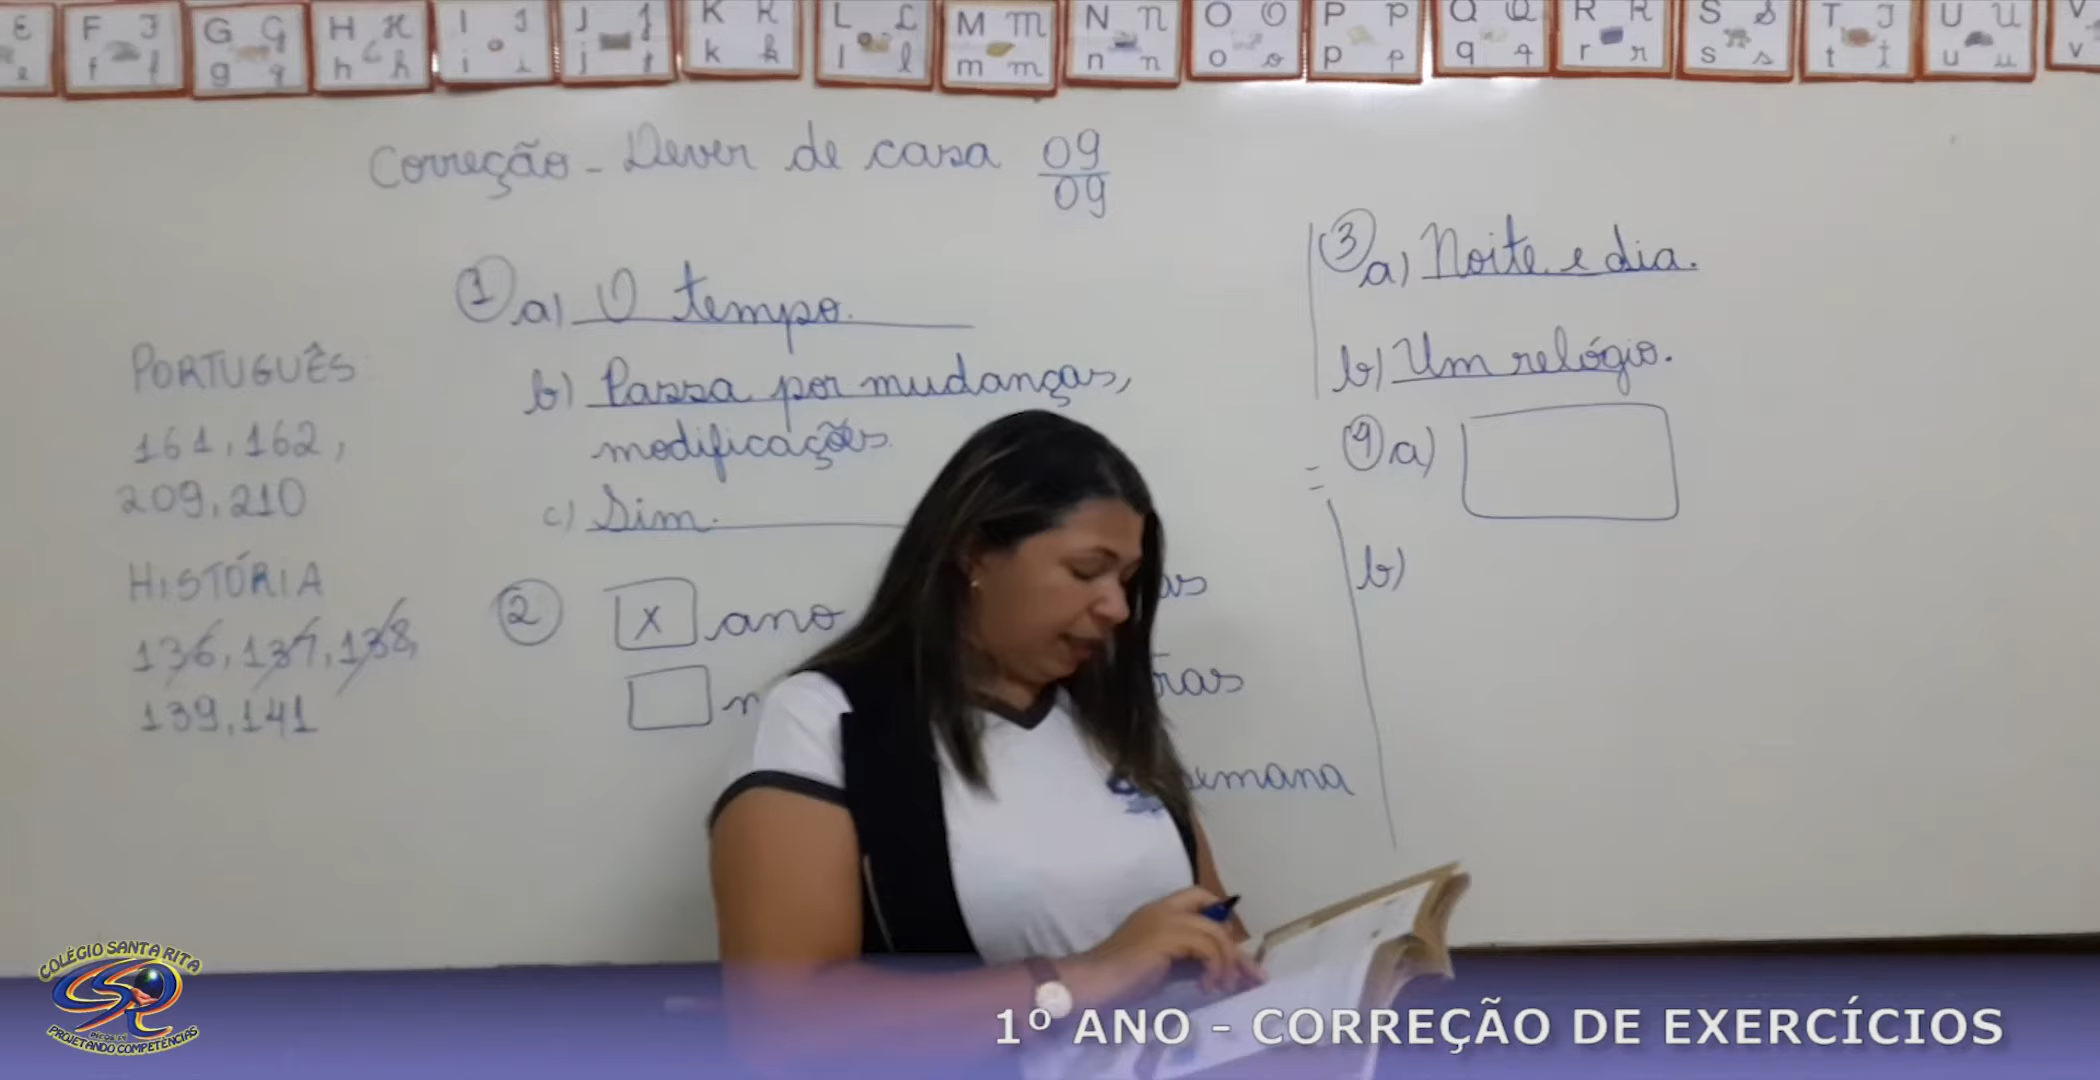 E
F F f f
G G g g
H H h h
I I i i
J J j j
K K k k
L L l l
M M m m
N N n n
O O o o
P P p p
Q Q q q
R R r r
S S s s
T T t t
U U u u
V v
Correção - Dever de casa 09/09
PORTUGUÊS
161, 162,
209, 210
HISTÓRIA
136, 137, 138,
139, 141
1 a) O tempo.
b) Passa por mudanças,
modificações.
c) Sim.
2 x ano
semana
3 a) Noite e dia.
b) Um relógio.
a)
b)
COLÉGIO SANTA RITA
PROJETANDO COMPETÊNCIAS
1º ANO - CORREÇÃO DE EXERCÍCIOS